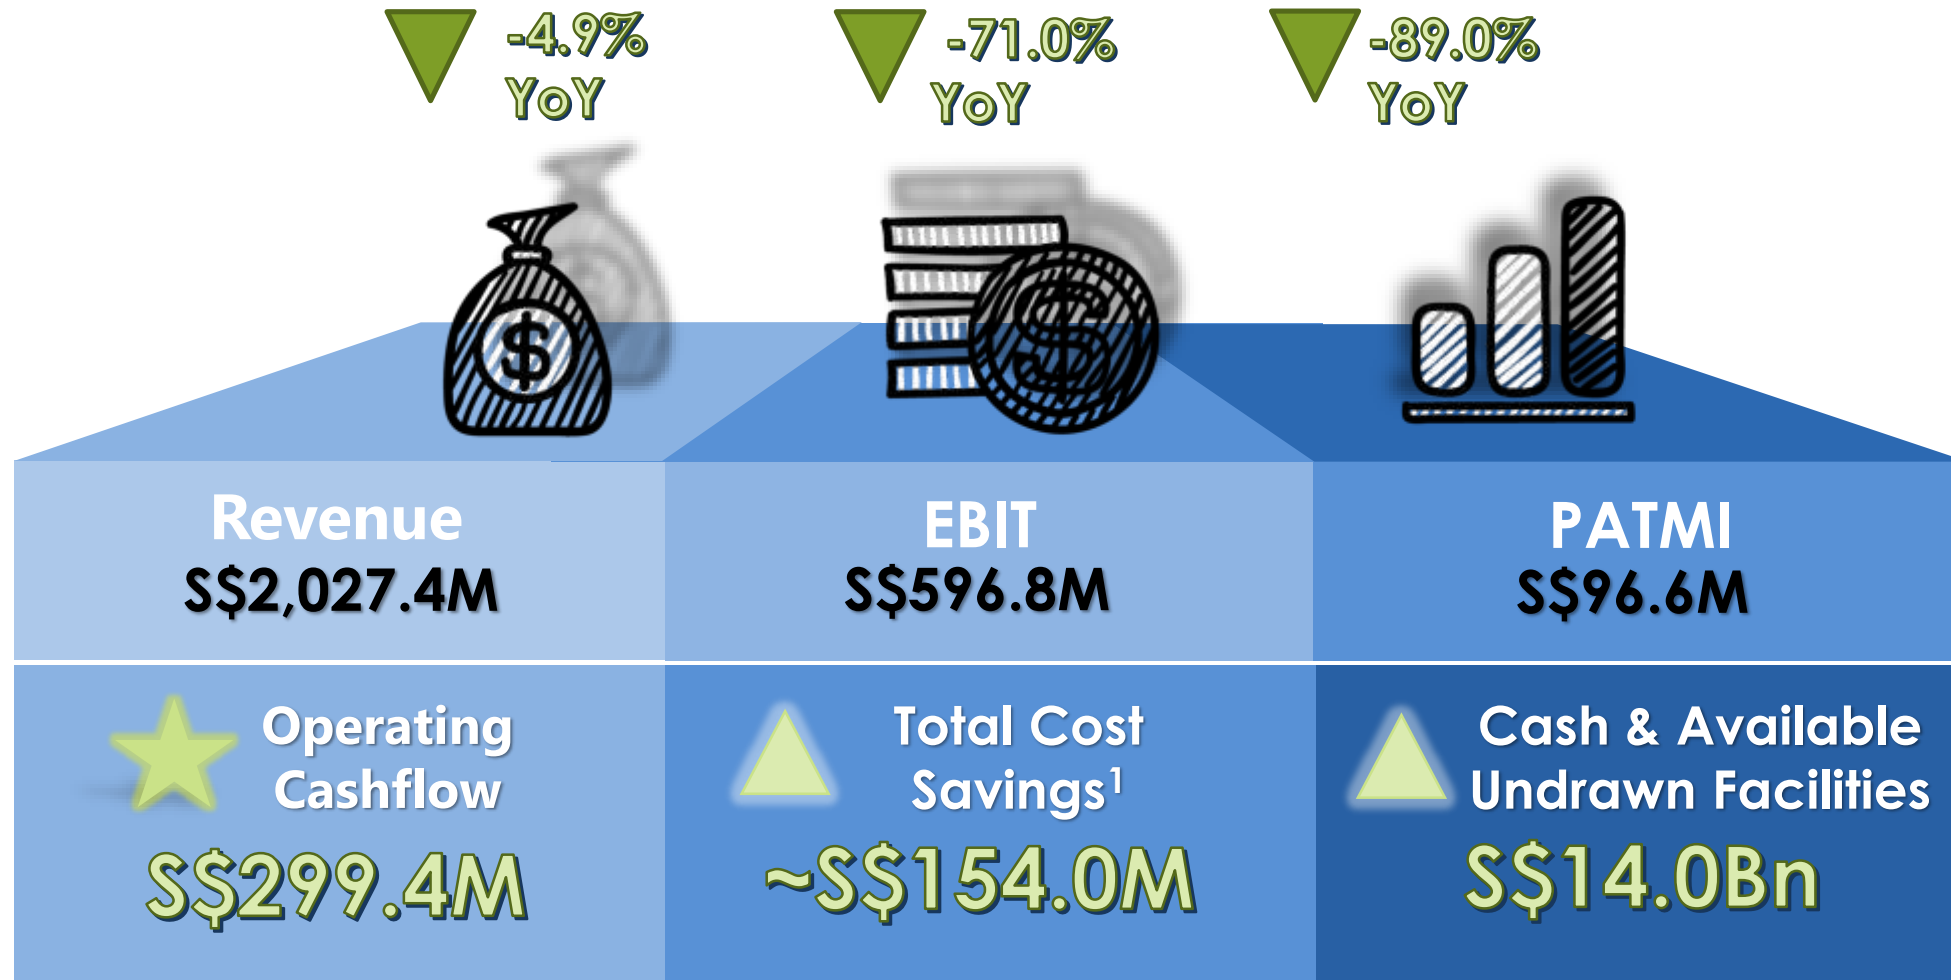 -4.9%
YoY
-71.0%
YoY
-89.0%
YoY
$
$
Revenue
S$2,027.4M
EBIT
S$596.8M
PATMI
S$96.6M
Operating
Cashflow
S$299.4M
Total Cost
Savings¹
~S$154.0M
Cash & Available
Undrawn Facilities
S$14.0Bn